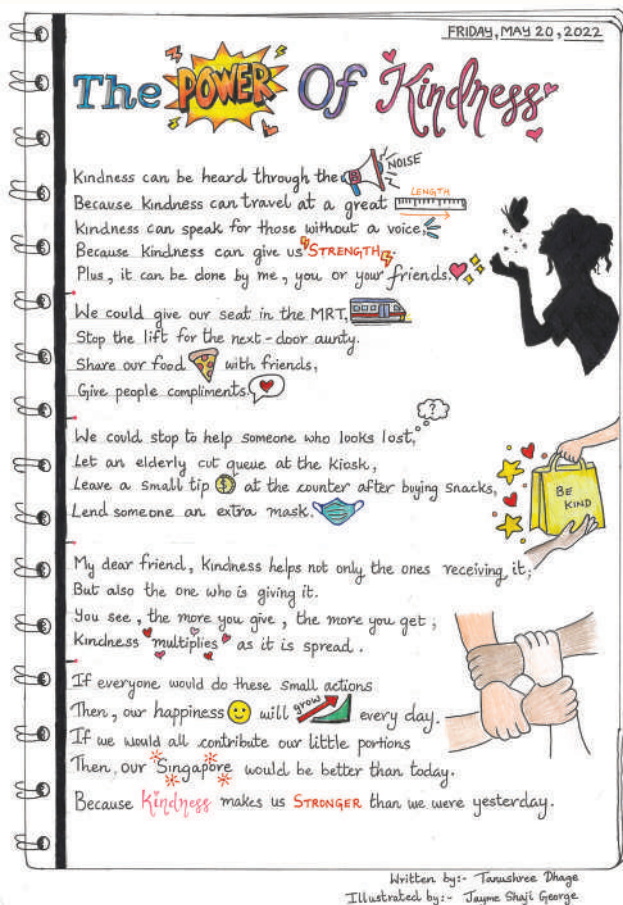 FRIDAY, MAY 20, 2022
The POWER Of Kindness
Kindness can be heard through the NOISE
Because kindness can travel at a great LENGTH
Kindness can speak for those without a voice,
Because kindness can give us STRENGTH.
Plus, it can be done by me, you or your friends.
We could give our seat in the MRT,
Stop the lift for the next-door aunty.
Share our food with friends,
Give people compliments.
?
We could stop to help someone who looks lost,
Let an elderly cut queue at the kiosk,
Leave a small tip $ at the counter after buying snacks,
Lend someone an extra mask.
BE
KIND
My dear friend, kindness helps not only the ones receiving it;
But also the one who is giving it.
You see, the more you give, the more you get;
Kindness multiplies as it is spread.
If everyone would do these small actions
Then, our happiness will grow every day.
If we would all contribute our little portions
Then, our Singapore would be better than today.
Because Kindness makes us STRONGER than we were yesterday.
Written by:- Tanushree Dhage
Illustrated by:- Jayme Shaji George